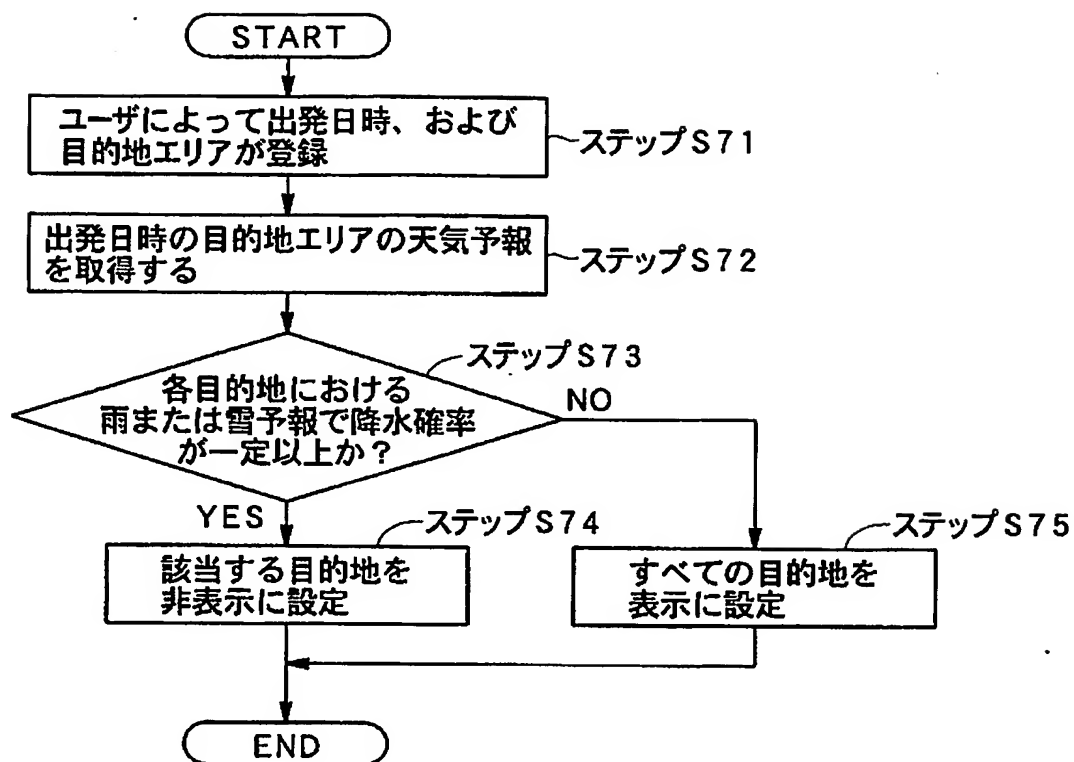 START
ユーザによって出発日時、および
目的地エリアが登録
ステップS71
出発日時の目的地エリアの天気予報
を取得する
ステップS72
ステップS73
各目的地における
雨または雪予報で降水確率
が一定以上か？
NO
YES
ステップS74
ステップS75
該当する目的地を
非表示に設定
すべての目的地を
表示に設定
END